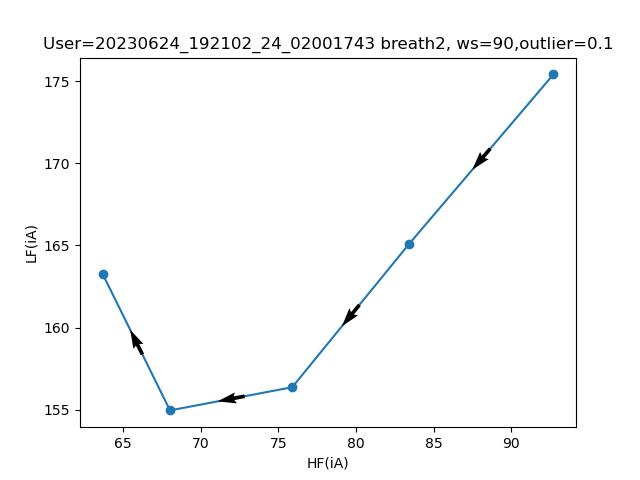 User=20230624_192102_24_02001743 breath2, ws=90,outlier=0.1
175
170
165
160
155
LF(iA)
65 70 75 80 85 90
HF(iA)